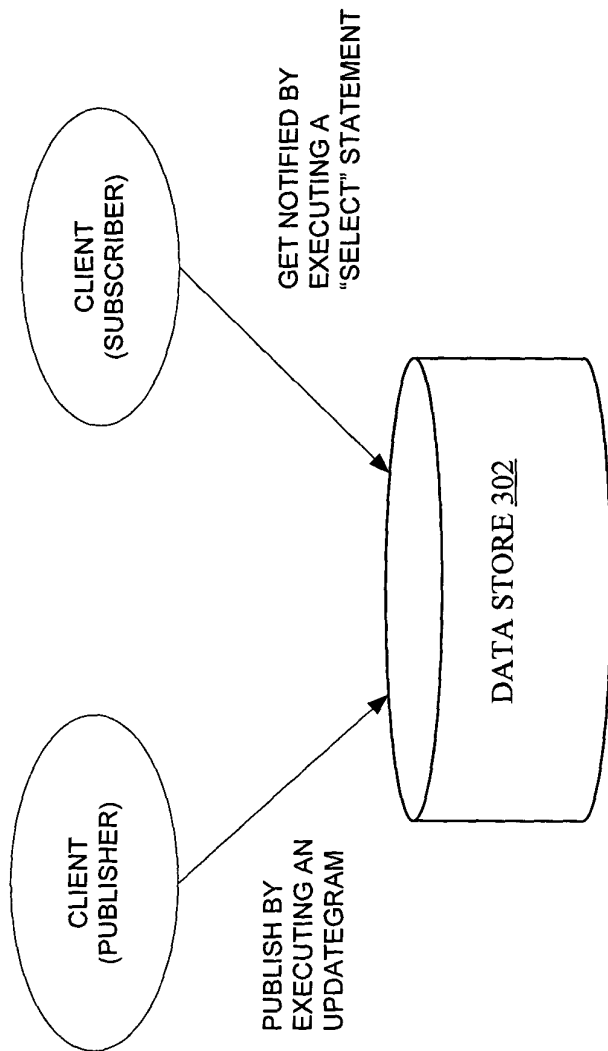 CLIENT
(PUBLISHER)
CLIENT
(SUBSCRIBER)
PUBLISH BY
EXECUTING AN
UPDATEGRAM
GET NOTIFIED BY
EXECUTING A
“SELECT” STATEMENT
DATA STORE 302